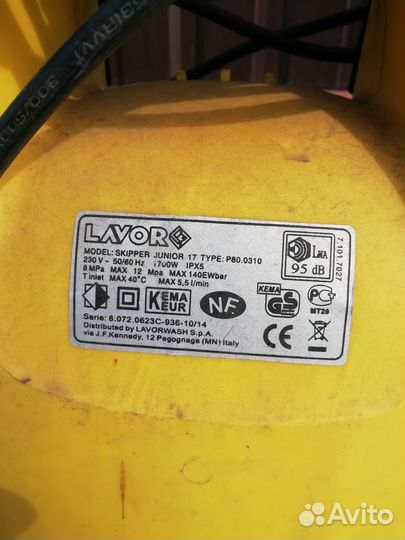 LAVOR
MODEL: SKIPPER JUNIOR 17 TYPE: P80.0310
230 V ~ 50/60 Hz 1700W IPX5
8 MPa MAX 12 Mpa MAX 140EWbar
T inlet MAX 40°C MAX 5,5 l/min
LWA
95 dB
7.101.7027
KEMA
KEUR
NF
KEMA
GS
MT20
Serie: 8.072.0623C-936-10/14
Distributed by LAVORWASH S.p.A.
via J.F.Kennedy, 12 Pegognaga (MN) Italy
Avito